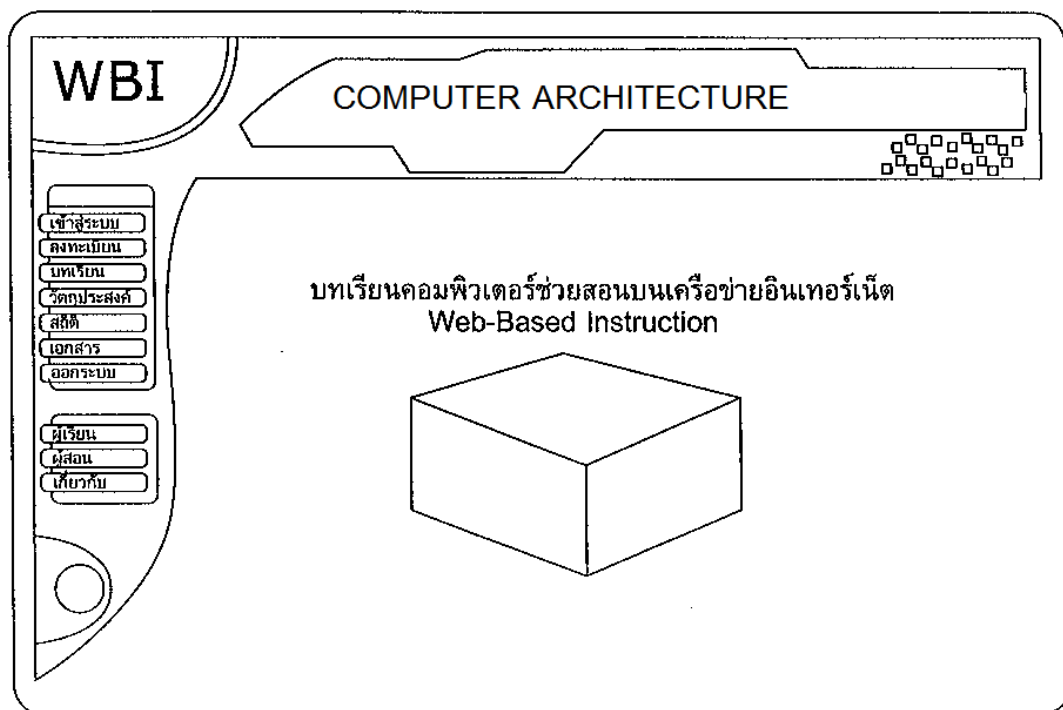 WBI
COMPUTER ARCHITECTURE
เข้าสู่ระบบ
ลงทะเบียน
บทเรียน
วัตถุประสงค์
สถิติ
เอกสาร
ออกระบบ
ผู้เรียน
ผู้สอน
เกี่ยวกับ
บทเรียนคอมพิวเตอร์ช่วยสอนบนเครือข่ายอินเทอร์เน็ต
Web-Based Instruction